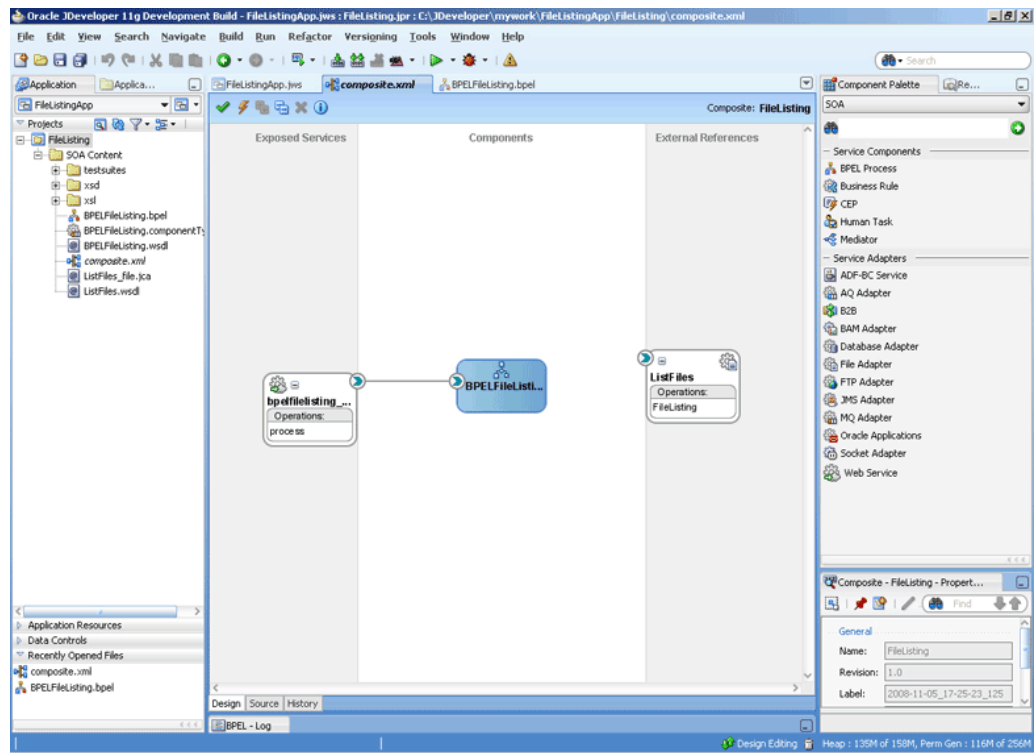 Oracle JDeveloper 11g Development Build - FileListingApp.jws : FileListing.jpr : C:\JDeveloper\mywork\FileListingApp\FileListing\composite.xml
File Edit View Search Navigate Build Run Refactor Versioning Tools Window Help
Search
Application
Applica...
FileListingApp
Projects
FileListing
SOA Content
testsuites
xsd
xsl
BPELFileListing.bpel
BPELFileListing.componentTy
BPELFileListing.wsdl
composite.xml
ListFiles_file.jca
ListFiles.wsdl
Application Resources
Data Controls
Recently Opened Files
composite.xml
BPELFileListing.bpel
FileListingApp.jws
composite.xml
BPELFileListing.bpel
Composite: FileListing
Exposed Services
Components
External References
bpelfilelisting_...
Operations:
process
BPELFileListi...
ListFiles
Operations:
FileListing
Design Source History
BPEL - Log
Component Palette
Re...
SOA
Service Components
BPEL Process
Business Rule
CEP
Human Task
Mediator
Service Adapters
ADF-BC Service
AQ Adapter
B2B
BAM Adapter
Database Adapter
File Adapter
FTP Adapter
JMS Adapter
MQ Adapter
Oracle Applications
Socket Adapter
Web Service
Composite - FileListing - Propert...
Find
General
Name: FileListing
Revision: 1.0
Label: 2008-11-05_17-25-23_125
Design Editing
Heap : 135M of 158M, Perm Gen : 116M of 256M